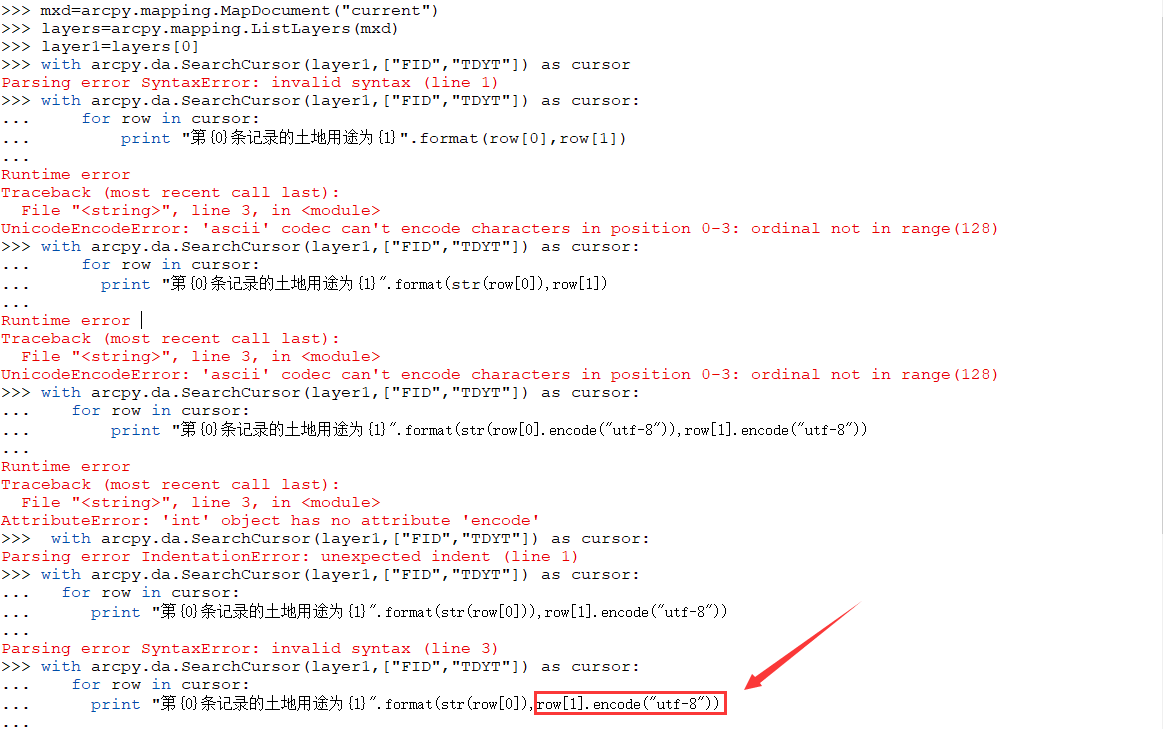 >>> mxd=arcpy.mapping.MapDocument("current")
>>> layers=arcpy.mapping.ListLayers(mxd)
>>> layer1=layers[0]
>>> with arcpy.da.SearchCursor(layer1,["FID","TDYT"]) as cursor
Parsing error SyntaxError: invalid syntax (line 1)
>>> with arcpy.da.SearchCursor(layer1,["FID","TDYT"]) as cursor:
...     for row in cursor:
...         print "第{0}条记录的土地用途为{1}".format(row[0],row[1])
...
Runtime error
Traceback (most recent call last):
  File "<string>", line 3, in <module>
UnicodeEncodeError: 'ascii' codec can't encode characters in position 0-3: ordinal not in range(128)
>>> with arcpy.da.SearchCursor(layer1,["FID","TDYT"]) as cursor:
...     for row in cursor:
...       print "第{0}条记录的土地用途为{1}".format(str(row[0]),row[1])
...
Runtime error
Traceback (most recent call last):
  File "<string>", line 3, in <module>
UnicodeEncodeError: 'ascii' codec can't encode characters in position 0-3: ordinal not in range(128)
>>> with arcpy.da.SearchCursor(layer1,["FID","TDYT"]) as cursor:
...    for row in cursor:
...        print "第{0}条记录的土地用途为{1}".format(str(row[0].encode("utf-8")),row[1].encode("utf-8"))
...
Runtime error
Traceback (most recent call last):
  File "<string>", line 3, in <module>
AttributeError: 'int' object has no attribute 'encode'
>>>  with arcpy.da.SearchCursor(layer1,["FID","TDYT"]) as cursor:
Parsing error IndentationError: unexpected indent (line 1)
>>> with arcpy.da.SearchCursor(layer1,["FID","TDYT"]) as cursor:
...   for row in cursor:
...      print "第{0}条记录的土地用途为{1}".format(str(row[0])),row[1].encode("utf-8"))
...
Parsing error SyntaxError: invalid syntax (line 3)
>>> with arcpy.da.SearchCursor(layer1,["FID","TDYT"]) as cursor:
...    for row in cursor:
...      print "第{0}条记录的土地用途为{1}".format(str(row[0]),row[1].encode("utf-8"))
...